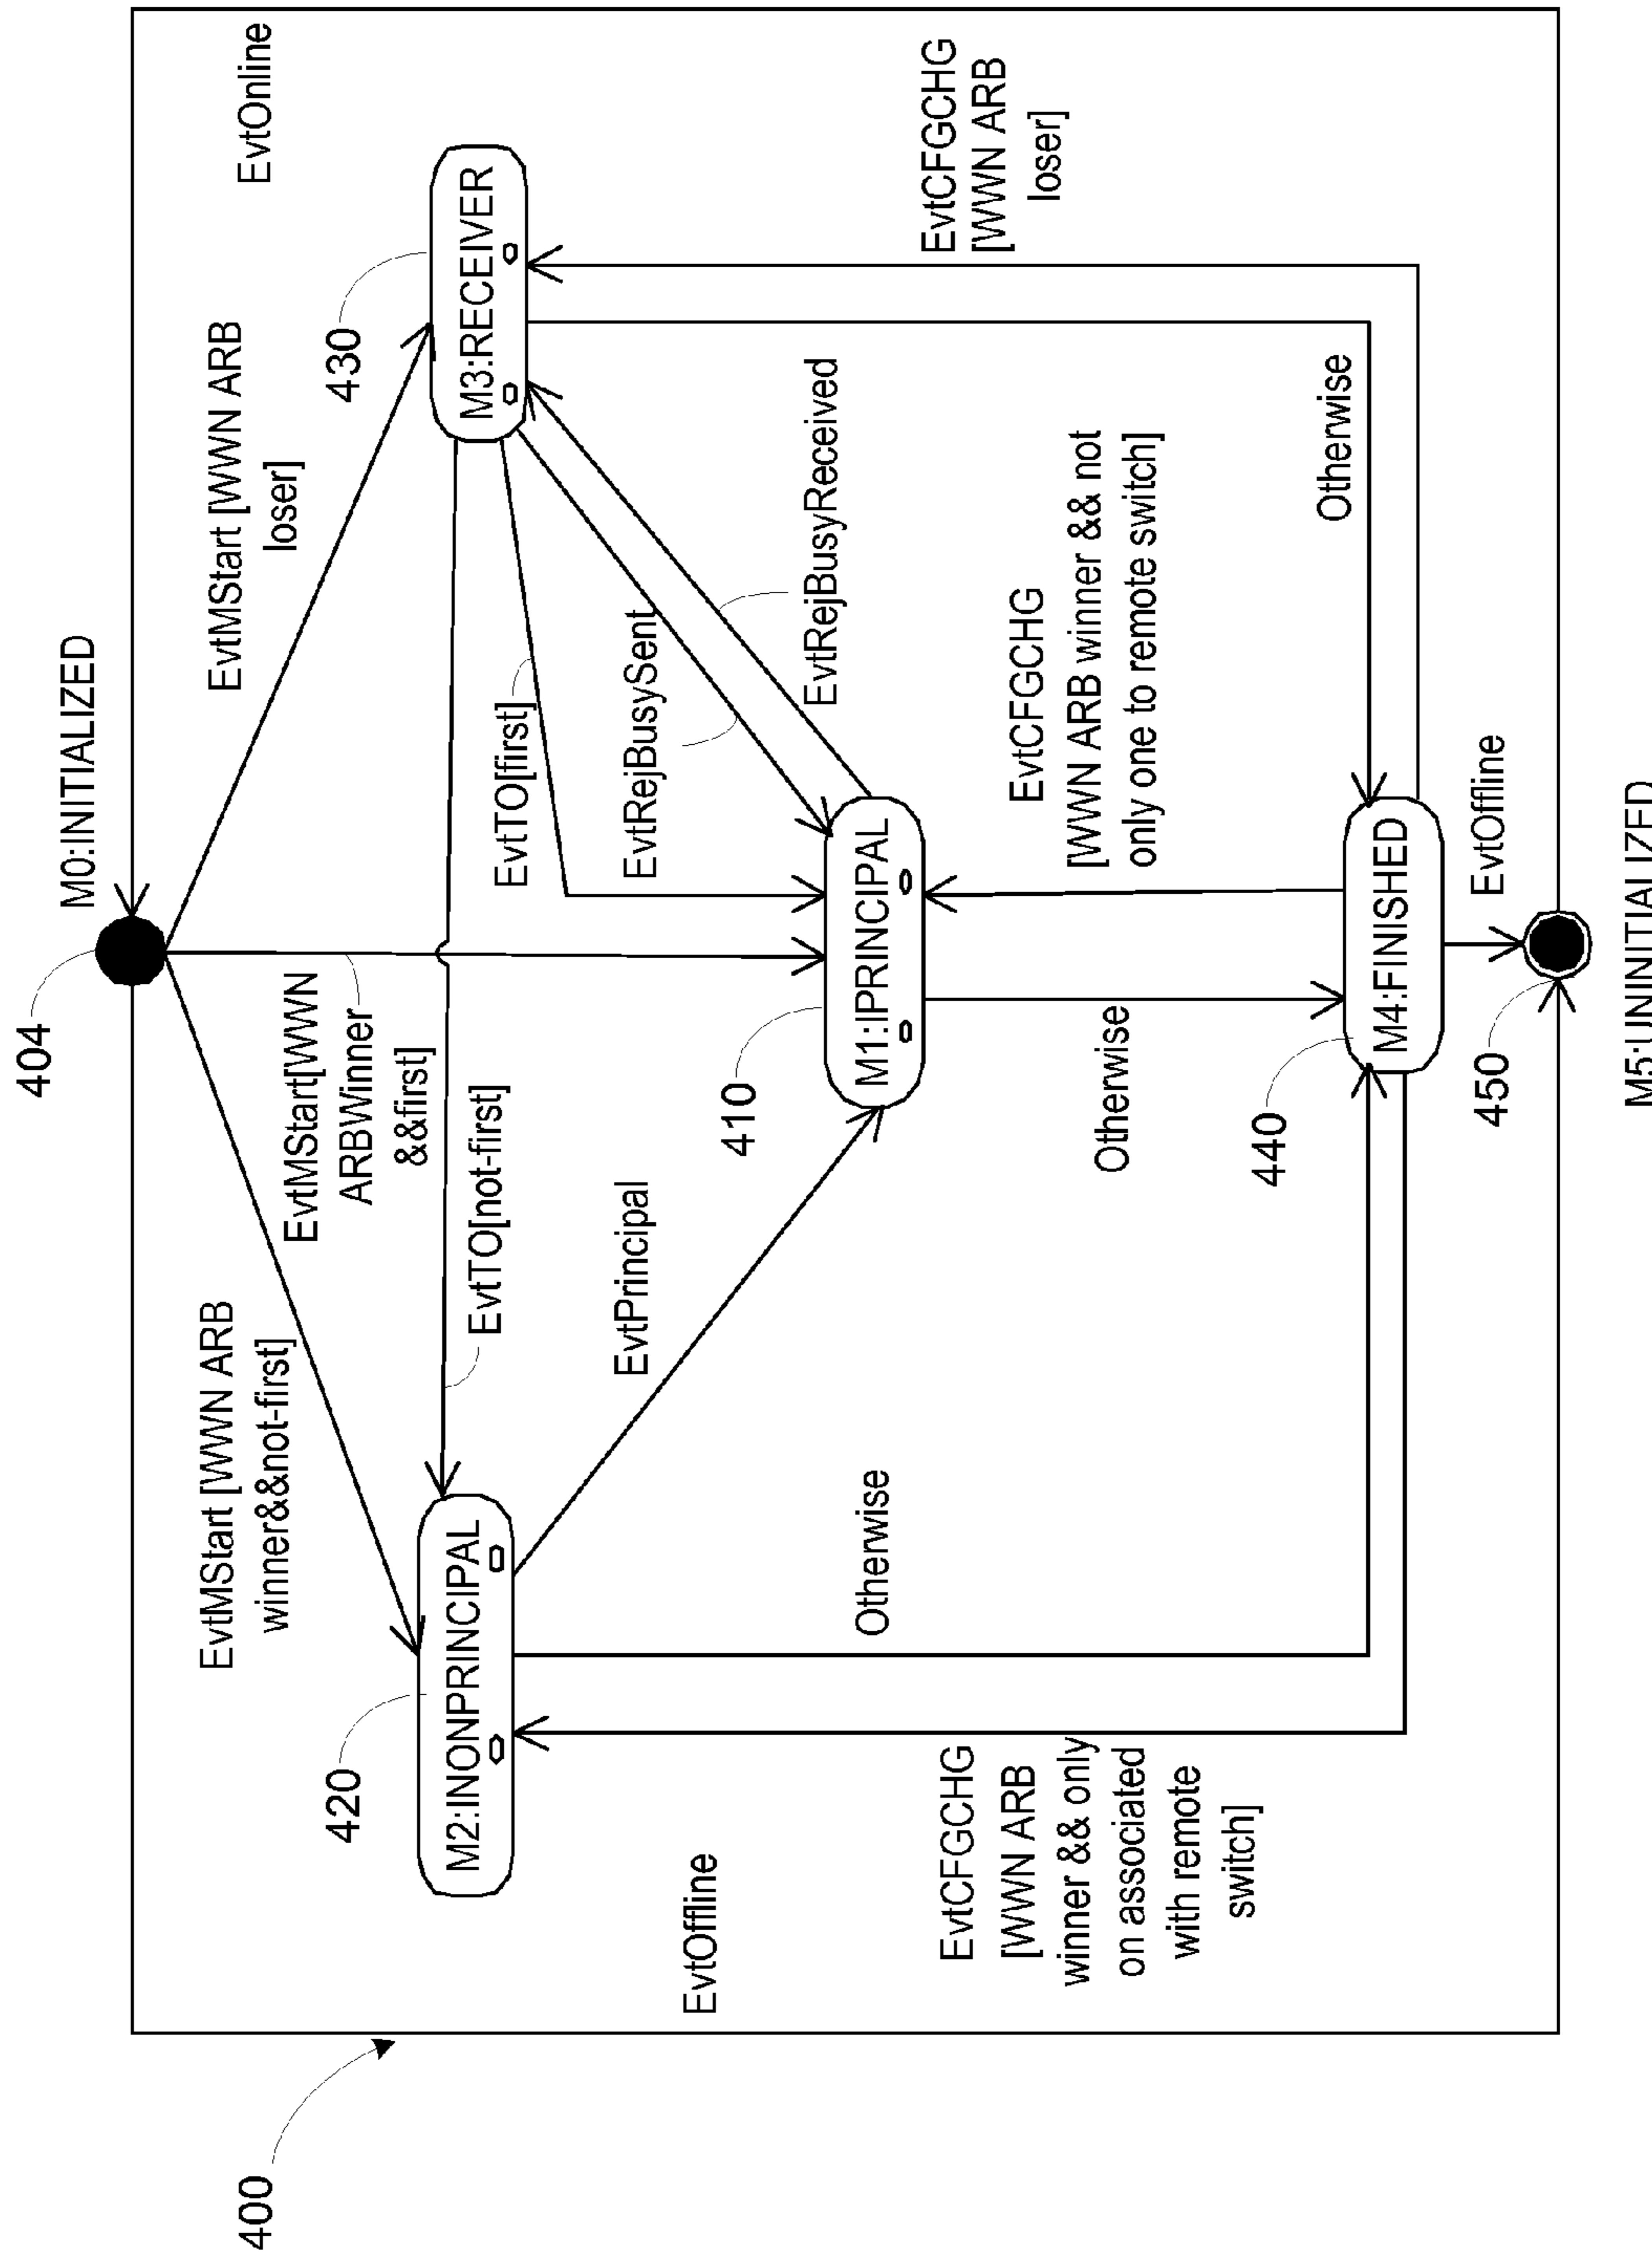 400
404
M0:INITIALIZED
EvtMStart [WWN ARB
winner&&not-first]
EvtMStart[WWN
ARBWinner
&&first]
EvtMStart [WWN ARB
loser]
EvtOnline
420
M2:INONPRINCIPAL
430
M3:RECEIVER
EvtTO[not-first]
EvtTO[first]
EvtRejBusySent
EvtRejBusyReceived
EvtPrincipal
EvtOffline
410
M1:IPRINCIPAL
Otherwise
EvtCFGCHG
[WWN ARB
winner && only
on associated
with remote
switch]
Otherwise
EvtCFGCHG
[WWN ARB winner && not
only one to remote switch]
EvtCFGCHG
[WWN ARB
loser]
Otherwise
440
M4:FINISHED
EvtOffline
450
M5:UNINITIALIZED